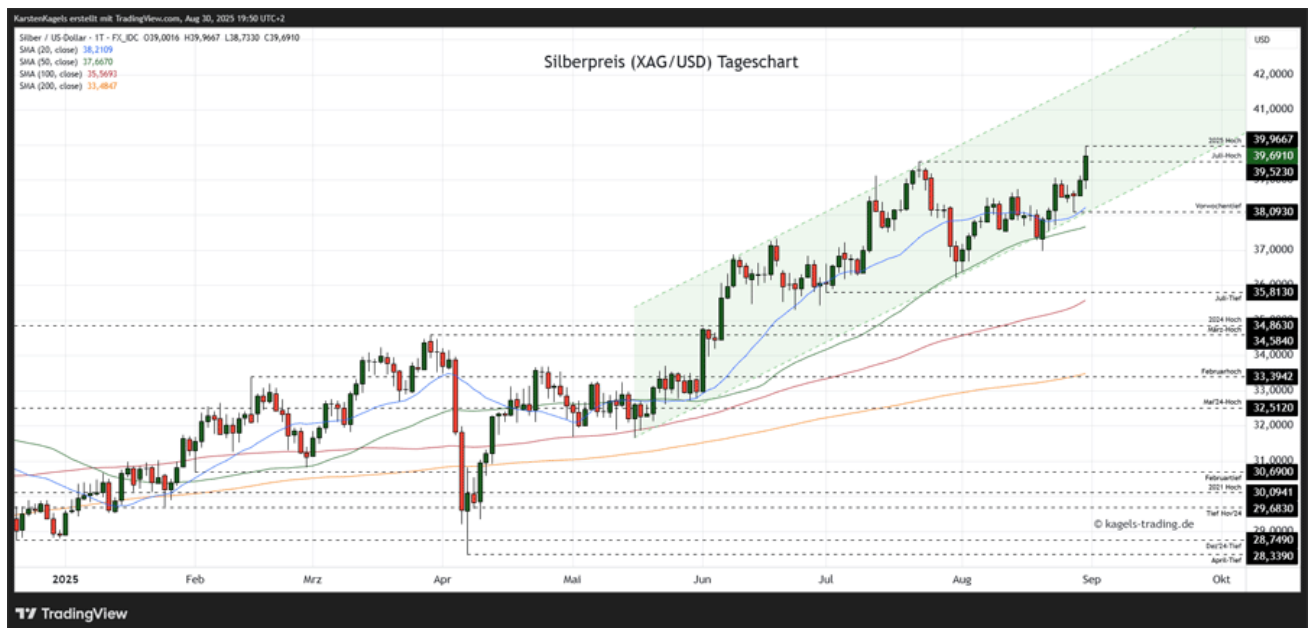 KarstenKagels erstellt mit TradingView.com, Aug 30, 2025 19:50 UTC+2
Silber / US-Dollar · 1T · FX_IDC O39,0016 H39,9667 L38,7330 C39,6910
SMA (20, close) 38,2109
SMA (50, close) 37,6670
SMA (100, close) 35,5693
SMA (200, close) 33,4847
Silberpreis (XAG/USD) Tageschart
USD
42,0000
41,0000
2025 Hoch 39,9667
39,6910
Juli-Hoch 39,5230
39,0000
Vorwochentief 38,0930
37,0000
36,0000
Juli-Tief 35,8130
2024 Hoch 34,8630
März-Hoch 34,5840
34,0000
Februarhoch 33,3942
33,0000
Mai'24-Hoch 32,5120
32,0000
31,0000
Februartief 30,6900
2021 Hoch 30,0941
Tief Nov'24 29,6830
© kagels-trading.de
29,0000
Dez'24-Tief 28,7490
April-Tief 28,3390
2025 Feb Mrz Apr Mai Jun Jul Aug Sep Okt
TradingView